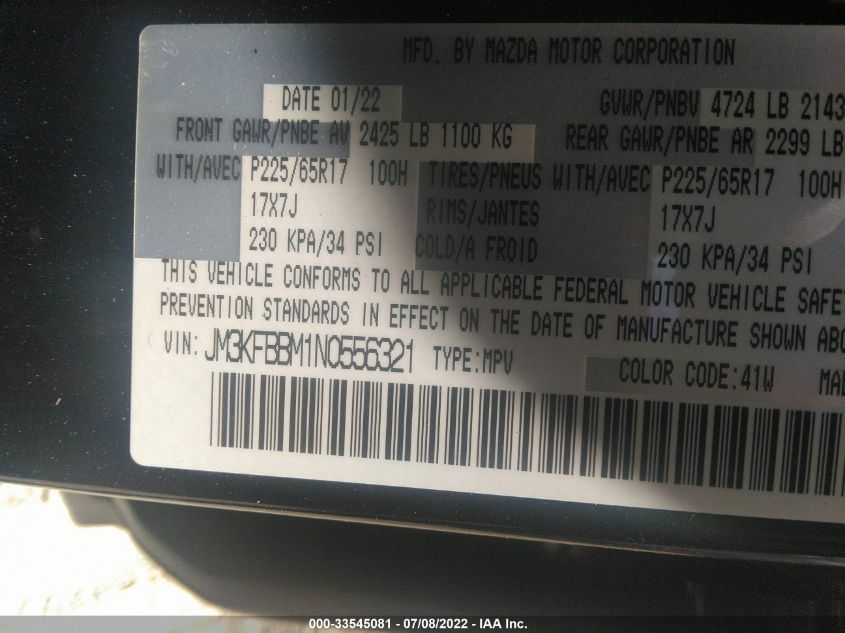 MFD. BY MAZDA MOTOR CORPORATION
DATE 01/22 GVWR/PNBV 4724 LB 2143
FRONT GAWR/PNBE AV 2425 LB 1100 KG REAR GAWR/PNBE AR 2299 LB
WITH/AVEC P225/65R17 100H TIRES/PNEUS WITH/AVEC P225/65R17 100H
17X7J RIMS/JANTES 17X7J
230 KPA/34 PSI COLD/A FROID 230 KPA/34 PSI
THIS VEHICLE CONFORMS TO ALL APPLICABLE FEDERAL MOTOR VEHICLE SAFE
PREVENTION STANDARDS IN EFFECT ON THE DATE OF MANUFACTURE SHOWN ABO
VIN: JM3KFBBM1N0556321 TYPE:MPV COLOR CODE:41W MAD
000-33545081 - 07/08/2022 - IAA Inc.